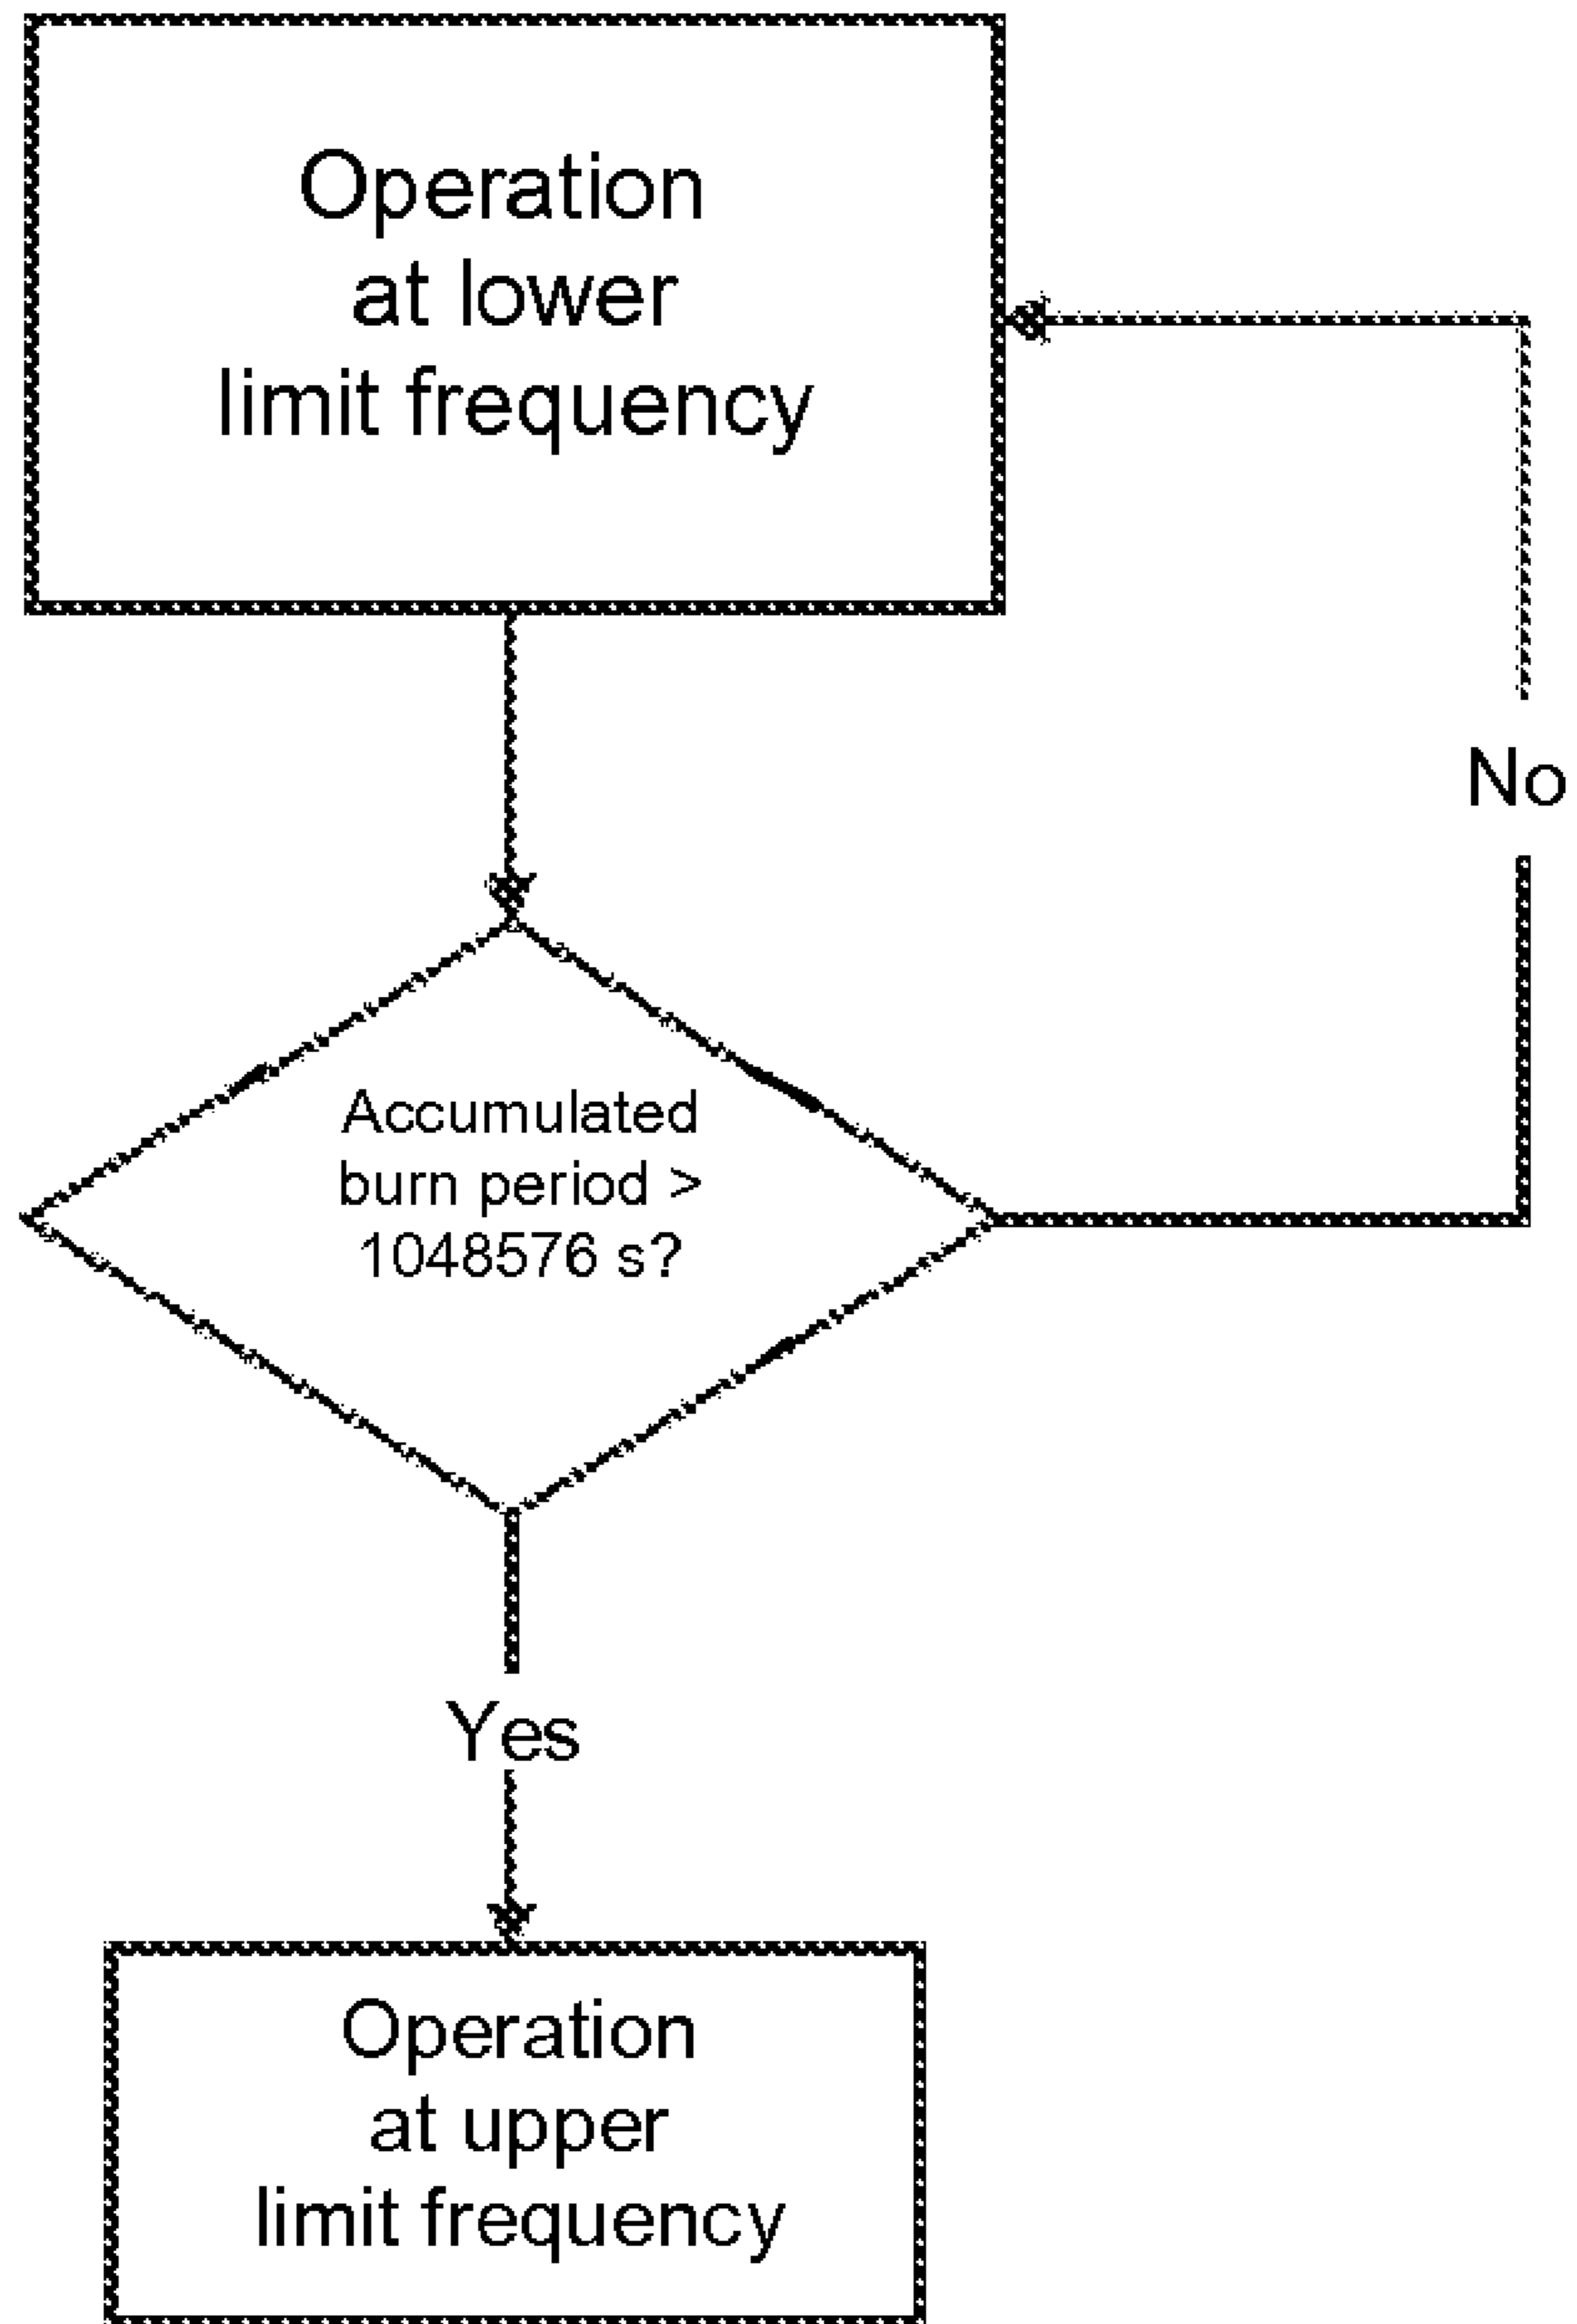 Operation
at lower
limit frequency
No
Accumulated
burn period >
1048576 s?
Yes
Operation
at upper
limit frequency